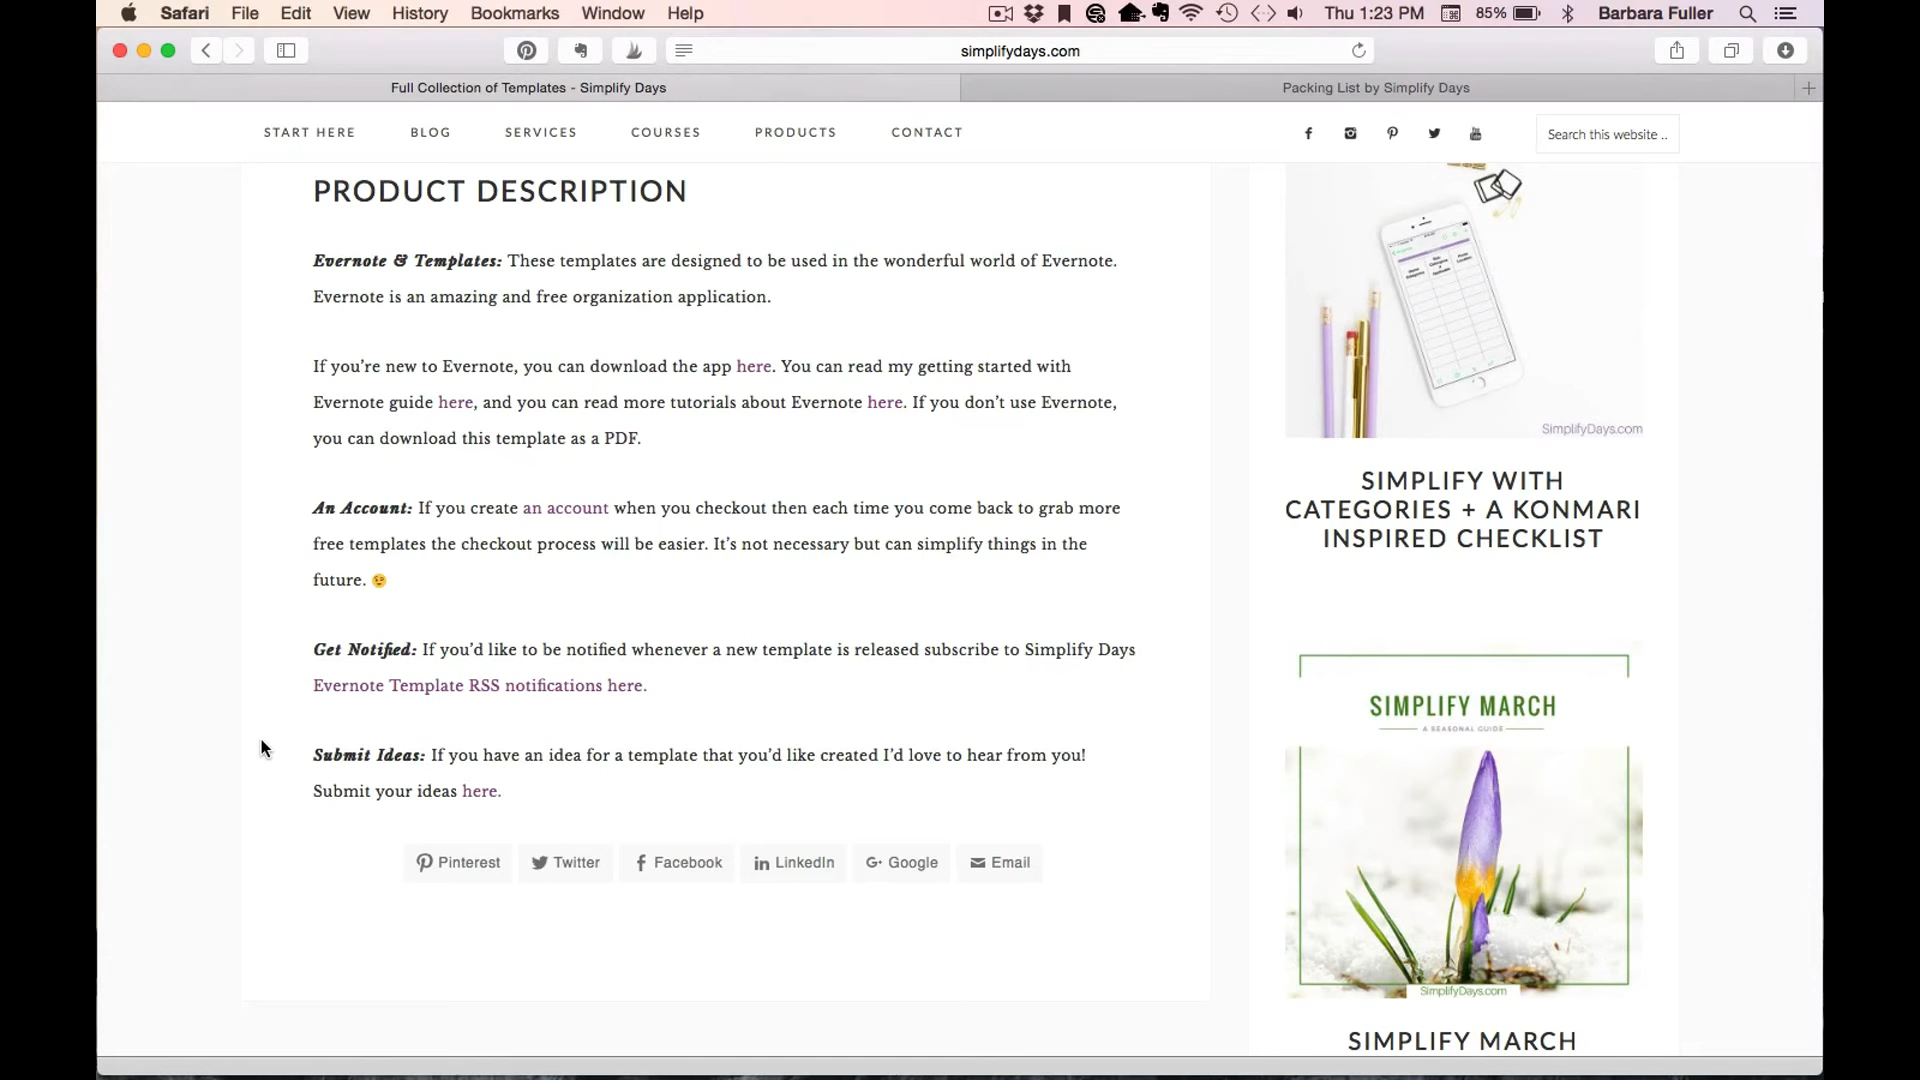 Safari File Edit View History Bookmarks Window Help Thu 1:23 PM 85% Barbara Fuller
simplifydays.com
Full Collection of Templates - Simplify Days Packing List by Simplify Days
START HERE BLOG SERVICES COURSES PRODUCTS CONTACT Search this website ..
PRODUCT DESCRIPTION
Evernote & Templates: These templates are designed to be used in the wonderful world of Evernote.
Evernote is an amazing and free organization application.
If you’re new to Evernote, you can download the app here. You can read my getting started with
Evernote guide here, and you can read more tutorials about Evernote here. If you don’t use Evernote,
you can download this template as a PDF.
An Account: If you create an account when you checkout then each time you come back to grab more
free templates the checkout process will be easier. It’s not necessary but can simplify things in the
future.
Get Notified: If you’d like to be notified whenever a new template is released subscribe to Simplify Days
Evernote Template RSS notifications here.
Submit Ideas: If you have an idea for a template that you’d like created I’d love to hear from you!
Submit your ideas here.
Pinterest Twitter Facebook LinkedIn Google Email
SimplifyDays.com
SIMPLIFY WITH
CATEGORIES + A KONMARI
INSPIRED CHECKLIST
SIMPLIFY MARCH
A SEASONAL GUIDE
SimplifyDays.com
SIMPLIFY MARCH